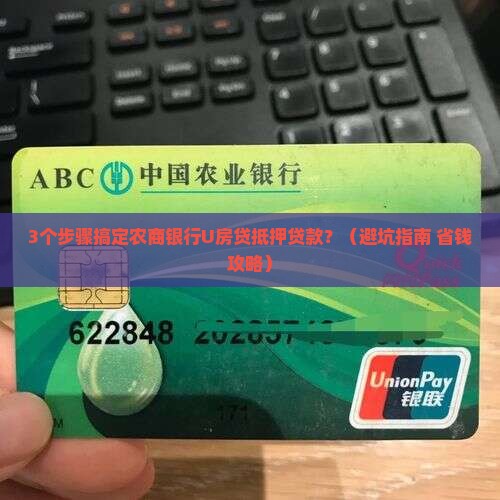 ABC 中国农业银行
3个步骤搞定农商银行U房贷抵押贷款?(避坑指南 省钱
攻略)
622848
171
UnionPay
银联